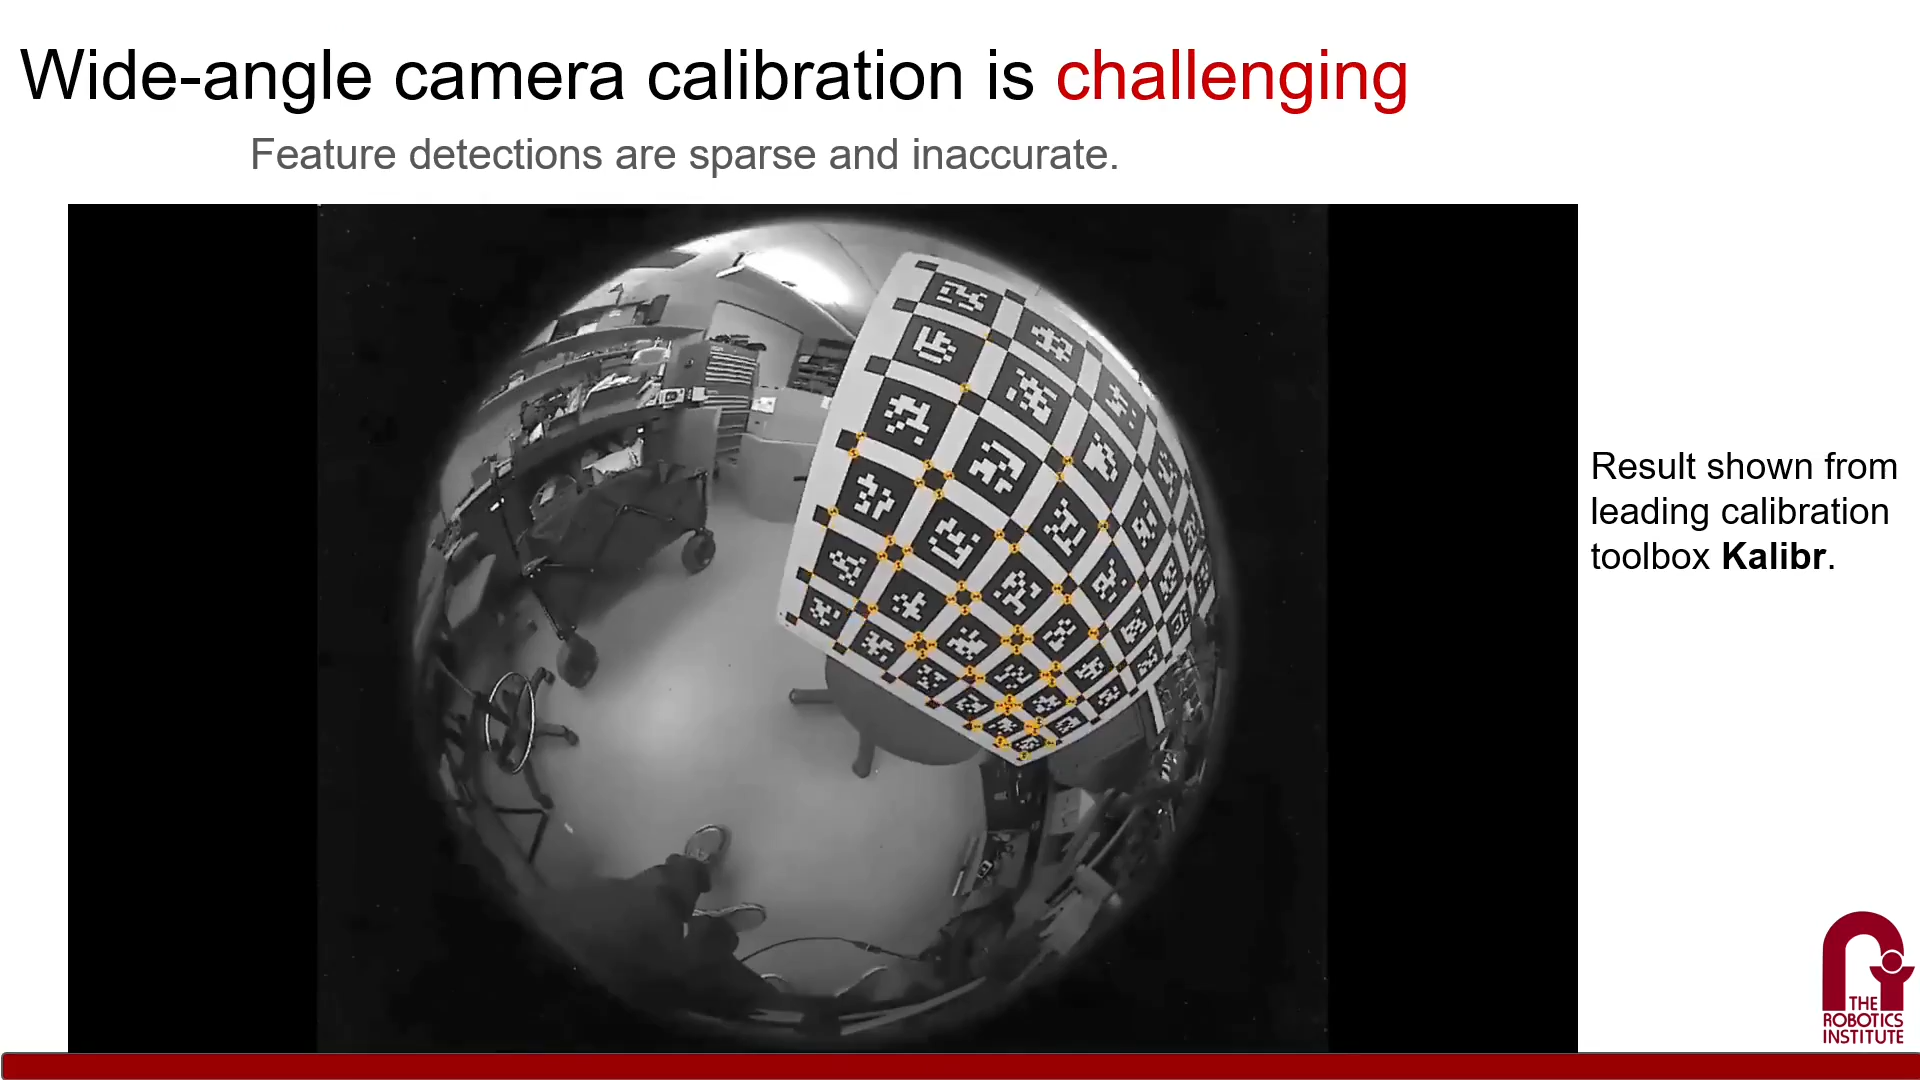 Wide-angle camera calibration is challenging
Feature detections are sparse and inaccurate.
Result shown from
leading calibration
toolbox Kalibr.
THE
ROBOTICS
INSTITUTE